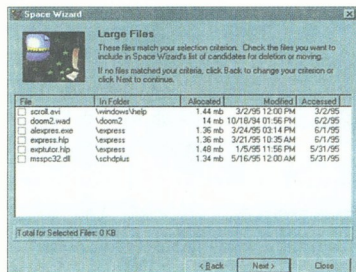 Space Wizard
Large Files
These files match your selection criterion. Check the files you want to
include in Space Wizard's list of candidates for deletion or moving.
If no files matched your criteria, click Back to change your criterion or
click Next to continue.
File In Folder Allocated Modified Accessed
scroll.avi \windows\help 1.44 mb 3/2/95 12:00 PM 3/2/95
doom2.wad \doom2 14 mb 10/18/94 01:56 PM 6/2/95
alexpres.exe \express 1.36 mb 3/24/95 03:14 PM 6/1/95
express.hlp \express 1.36 mb 3/21/95 10:35 AM 6/1/95
exptutor.hlp \express 1.48 mb 1/5/95 11:56 PM 5/31/95
msspc32.dll \schdplus 1.34 mb 5/16/95 12:00 AM 5/31/95
Total for Selected Files: 0 KB
< Back Next > Close